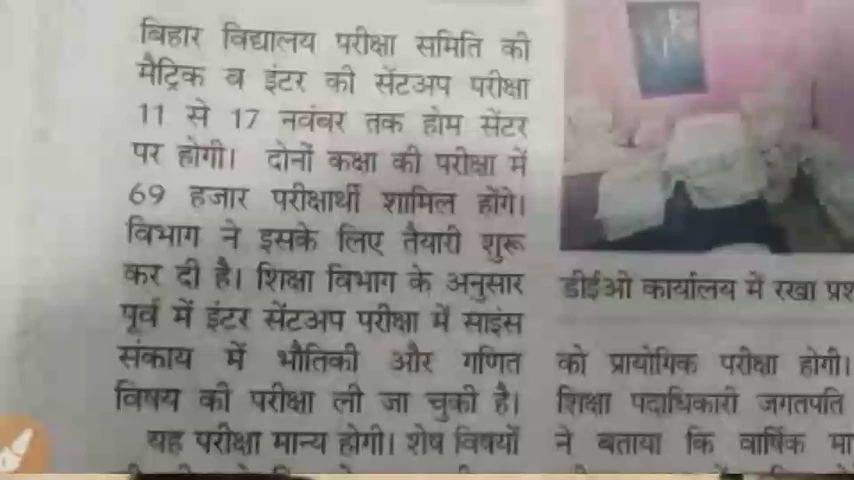 बिहार विद्यालय परीक्षा समिति की
मैट्रिक व इंटर की सेंटअप परीक्षा
11 से 17 नवंबर तक होम सेंटर
पर होगी। दोनों कक्षा की परीक्षा में
69 हजार परीक्षार्थी शामिल होंगे।
विभाग ने इसके लिए तैयारी शुरू
कर दी है। शिक्षा विभाग के अनुसार
पूर्व में इंटर सेंटअप परीक्षा में साइंस
संकाय में भौतिकी और गणित
विषय की परीक्षा ली जा चुकी है।
यह परीक्षा मान्य होगी। शेष विषयों
डीईओ कार्यालय में रखा प्रश
को प्रायोगिक परीक्षा होगी।
शिक्षा पदाधिकारी जगतपति
ने बताया कि वार्षिक मा